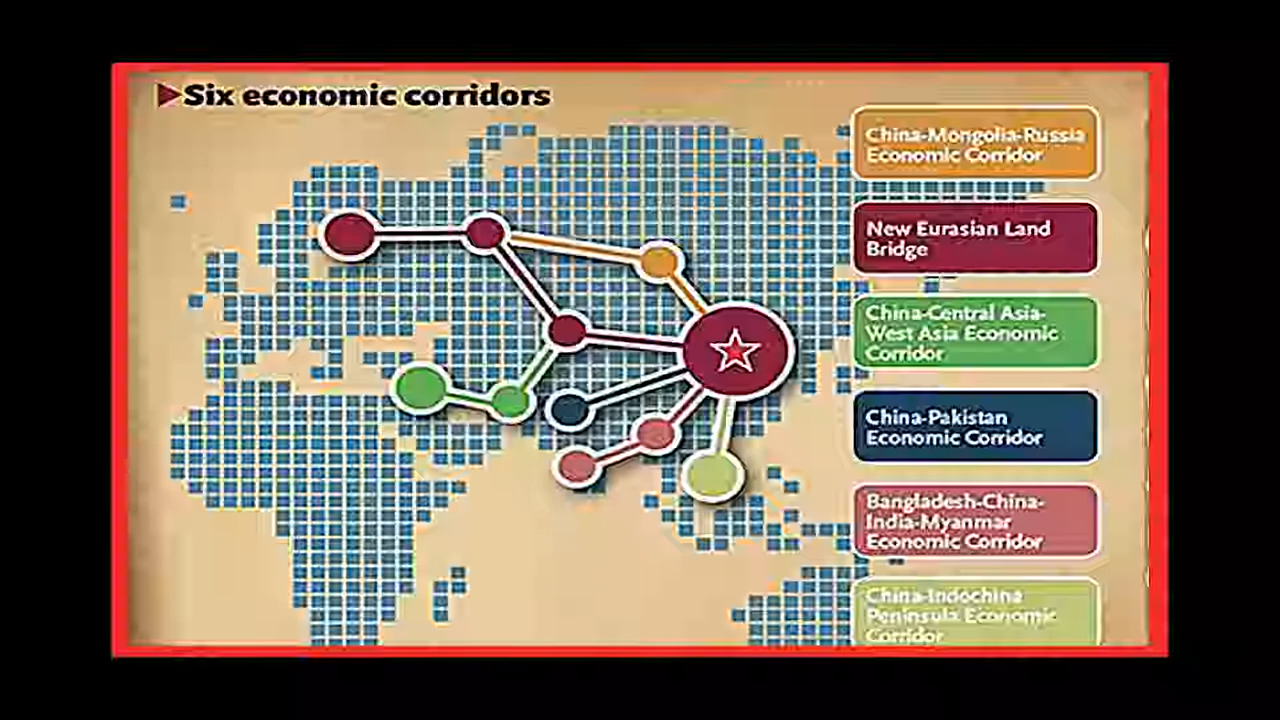 Six economic corridors
China-Mongolia-Russia
Economic Corridor
New Eurasian Land
Bridge
China-Central Asia-
West Asia Economic
Corridor
China-Pakistan
Economic Corridor
Bangladesh-China-
India-Myanmar
Economic Corridor
China-Indochina
Peninsula Economic
Corridor